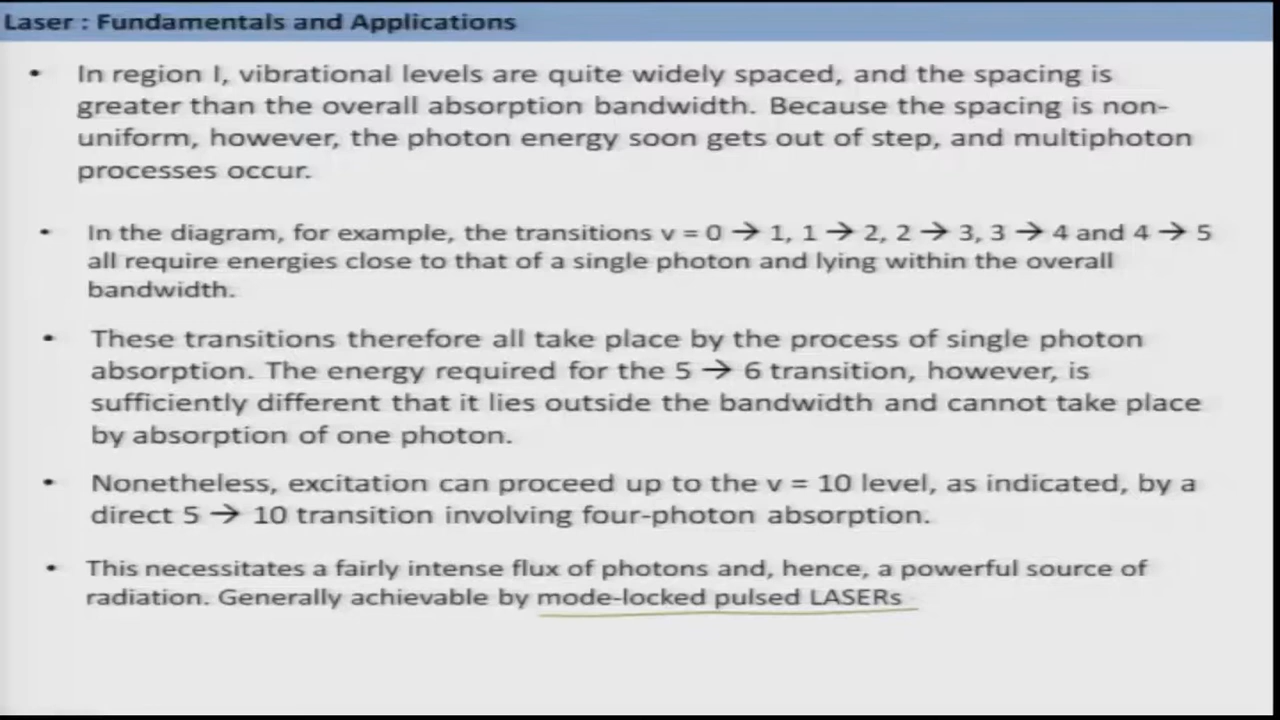 Laser : Fundamentals and Applications
• In region I, vibrational levels are quite widely spaced, and the spacing is
greater than the overall absorption bandwidth. Because the spacing is non-
uniform, however, the photon energy soon gets out of step, and multiphoton
processes occur.
• In the diagram, for example, the transitions v = 0 → 1, 1 → 2, 2 → 3, 3 → 4 and 4 → 5
all require energies close to that of a single photon and lying within the overall
bandwidth.
• These transitions therefore all take place by the process of single photon
absorption. The energy required for the 5 → 6 transition, however, is
sufficiently different that it lies outside the bandwidth and cannot take place
by absorption of one photon.
• Nonetheless, excitation can proceed up to the v = 10 level, as indicated, by a
direct 5 → 10 transition involving four-photon absorption.
• This necessitates a fairly intense flux of photons and, hence, a powerful source of
radiation. Generally achievable by mode-locked pulsed LASERs